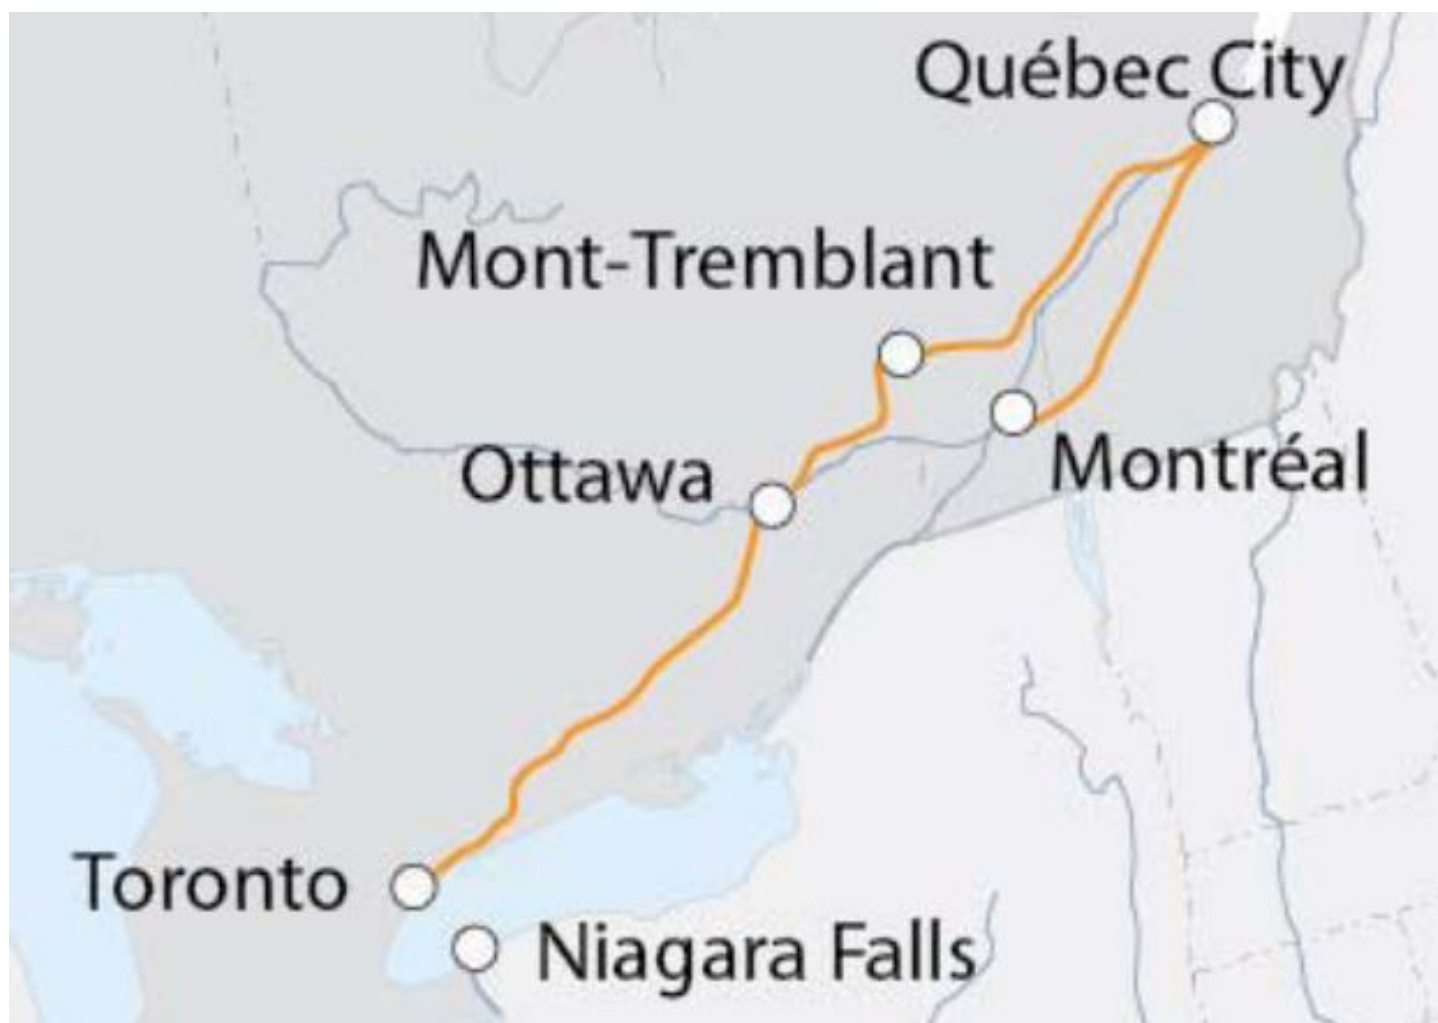 Québec City
Mont-Tremblant
Ottawa
Montréal
Toronto
Niagara Falls